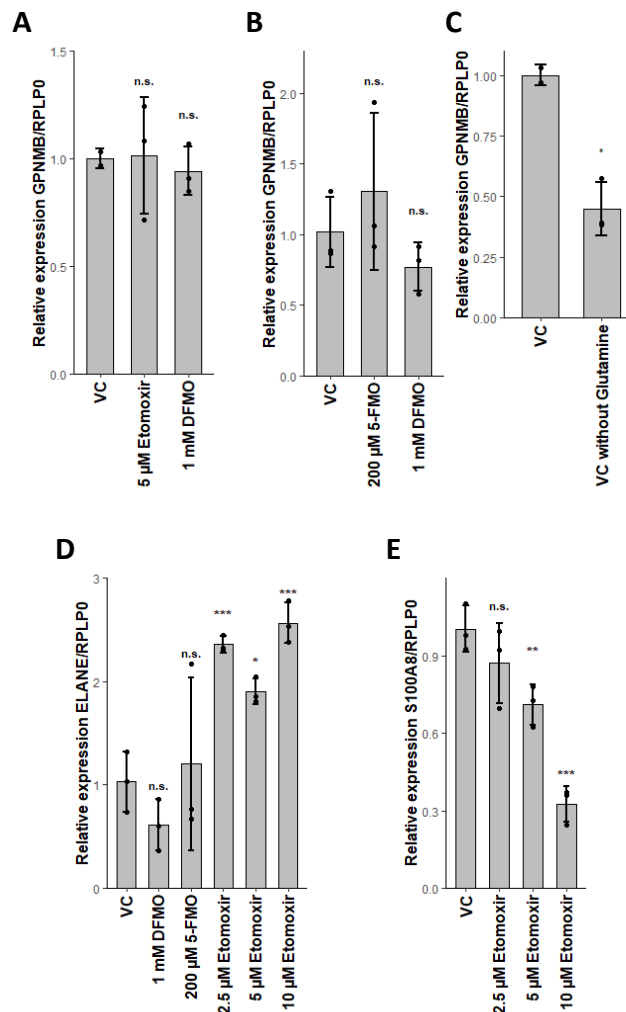 A
Relative expression GPNMB/RPLP0
1.5
1.0
0.5
0.0
n.s.
n.s.
VC
5 µM Etomoxir
1 mM DFMO
B
Relative expression GPNMB/RPLP0
2.0
1.5
1.0
0.5
0.0
n.s.
n.s.
VC
200 µM 5-FMO
1 mM DFMO
C
Relative expression GPNMB/RPLP0
1.00
0.75
0.50
0.25
0.00
*
VC
VC without Glutamine
D
Relative expression ELANE/RPLP0
3
2
1
0
n.s.
n.s.
***
*
***
VC
1 mM DFMO
200 µM 5-FMO
2.5 µM Etomoxir
5 µM Etomoxir
10 µM Etomoxir
E
Relative expression S100A8/RPLP0
0.9
0.6
0.3
0.0
n.s.
**
***
VC
2.5 µM Etomoxir
5 µM Etomoxir
10 µM Etomoxir